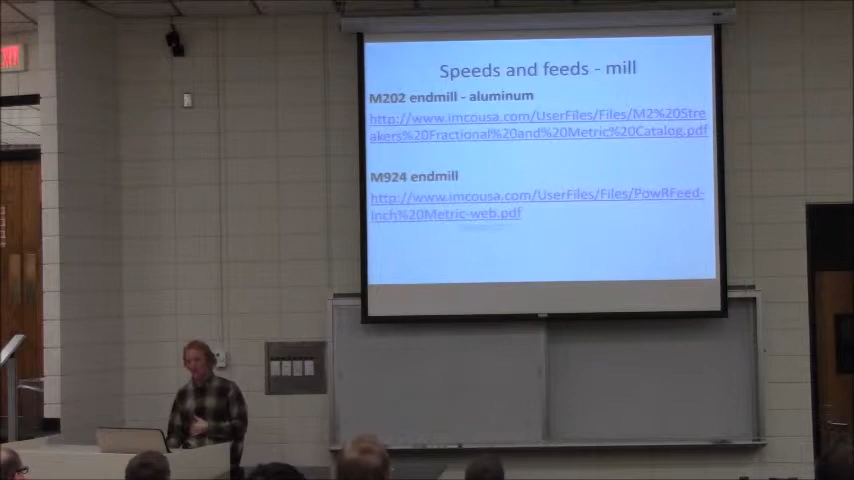 EXIT
Speeds and feeds - mill
M202 endmill - aluminum
http://www.imcousa.com/UserFiles/Files/M2%20Stre
akers%20Fractional%20and%20Metric%20Catalog.pdf
M924 endmill
http://www.imcousa.com/UserFiles/Files/PowRFeed-
Inch%20Metric-web.pdf